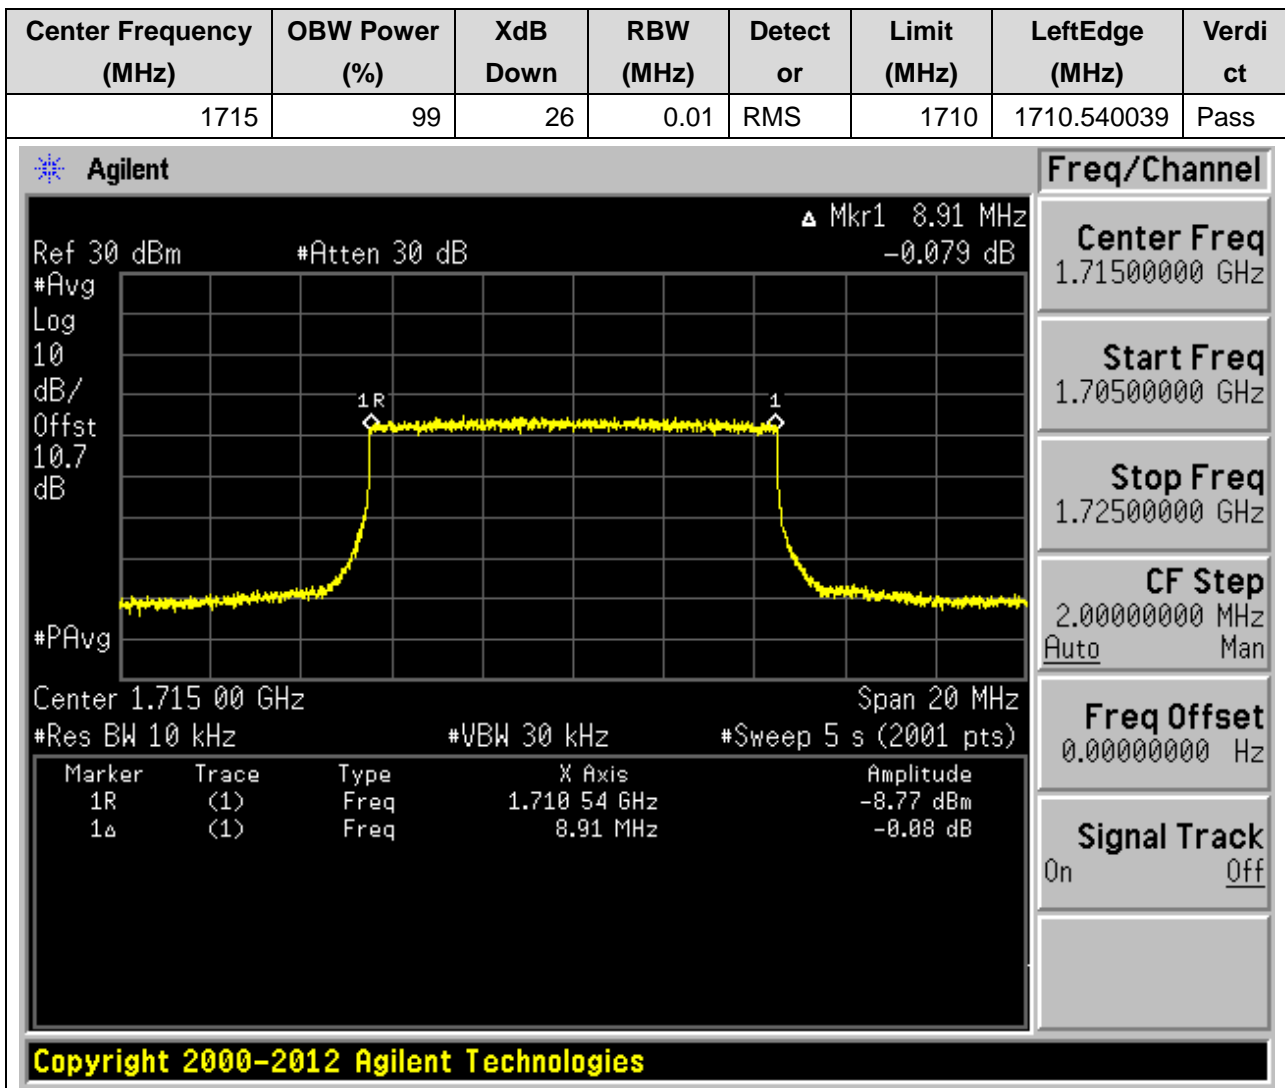 Center Frequency (MHz) OBW Power (%) XdB Down RBW (MHz) Detect or Limit (MHz) LeftEdge (MHz) Verdi ct
1715 99 26 0.01 RMS 1710 1710.540039 Pass
Agilent
Freq/Channel
Δ Mkr1 8.91 MHz
Ref 30 dBm #Atten 30 dB -0.079 dB
#Avg
Log
10
dB/
Offst
10.7
dB
#PAvg
1R
1
Center 1.715 00 GHz Span 20 MHz
#Res BW 10 kHz #VBW 30 kHz #Sweep 5 s (2001 pts)
Marker Trace Type X Axis Amplitude
1R (1) Freq 1.710 54 GHz -8.77 dBm
1Δ (1) Freq 8.91 MHz -0.08 dB
Center Freq
1.71500000 GHz
Start Freq
1.70500000 GHz
Stop Freq
1.72500000 GHz
CF Step
2.00000000 MHz
Auto Man
Freq Offset
0.00000000 Hz
Signal Track
On Off
Copyright 2000-2012 Agilent Technologies